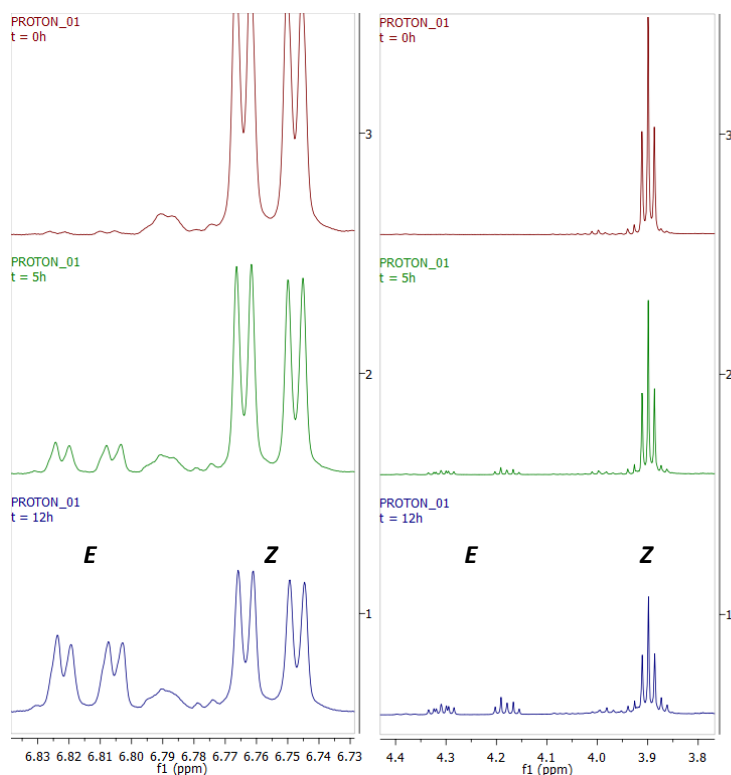 PROTON_01
t = 0h
3
PROTON_01
t = 5h
2
PROTON_01
t = 12h
E Z
1
6.83 6.82 6.81 6.80 6.79 6.78 6.77 6.76 6.75 6.74 6.73
f1 (ppm)
PROTON_01
t = 0h
3
PROTON_01
t = 5h
2
PROTON_01
t = 12h
E Z
1
4.4 4.3 4.2 4.1 4.0 3.9 3.8
f1 (ppm)